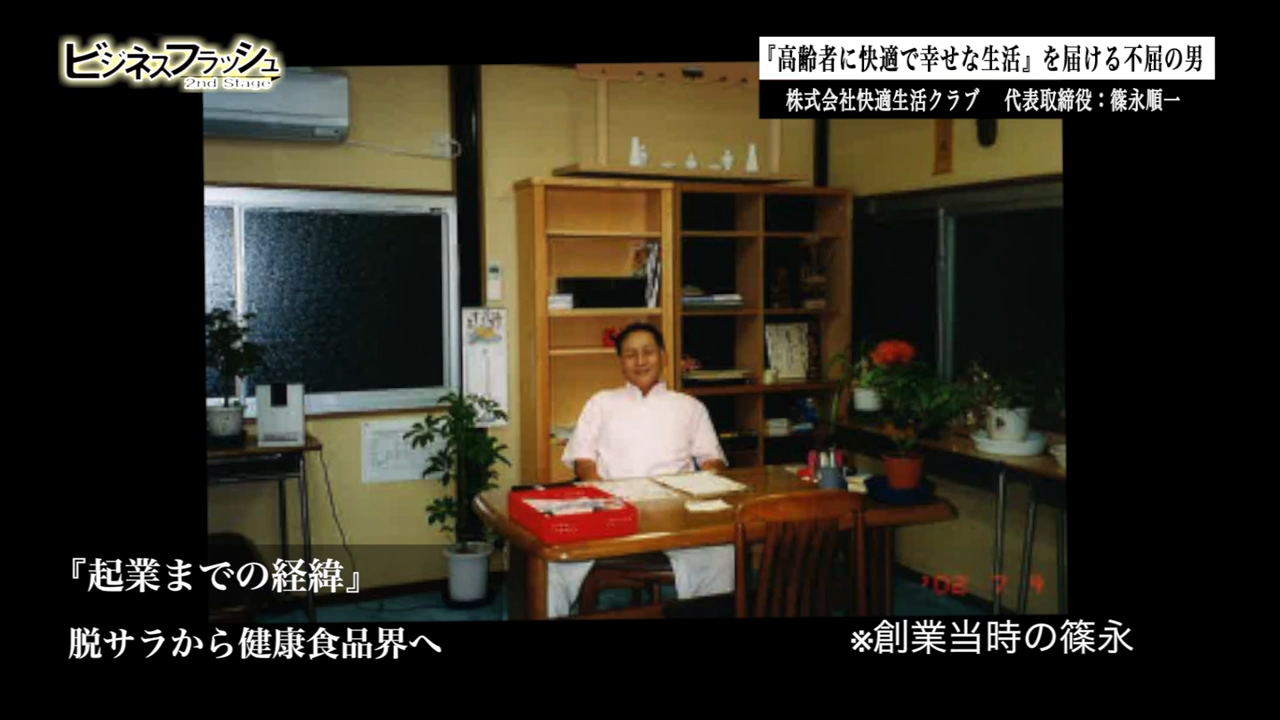 ビジネスフラッシュ
2nd Stage
『高齢者に快適で幸せな生活』を届ける不屈の男
株式会社快適生活クラブ 代表取締役：篠永順一
'03 7 4
『起業までの経緯』
脱サラから健康食品界へ
※創業当時の篠永